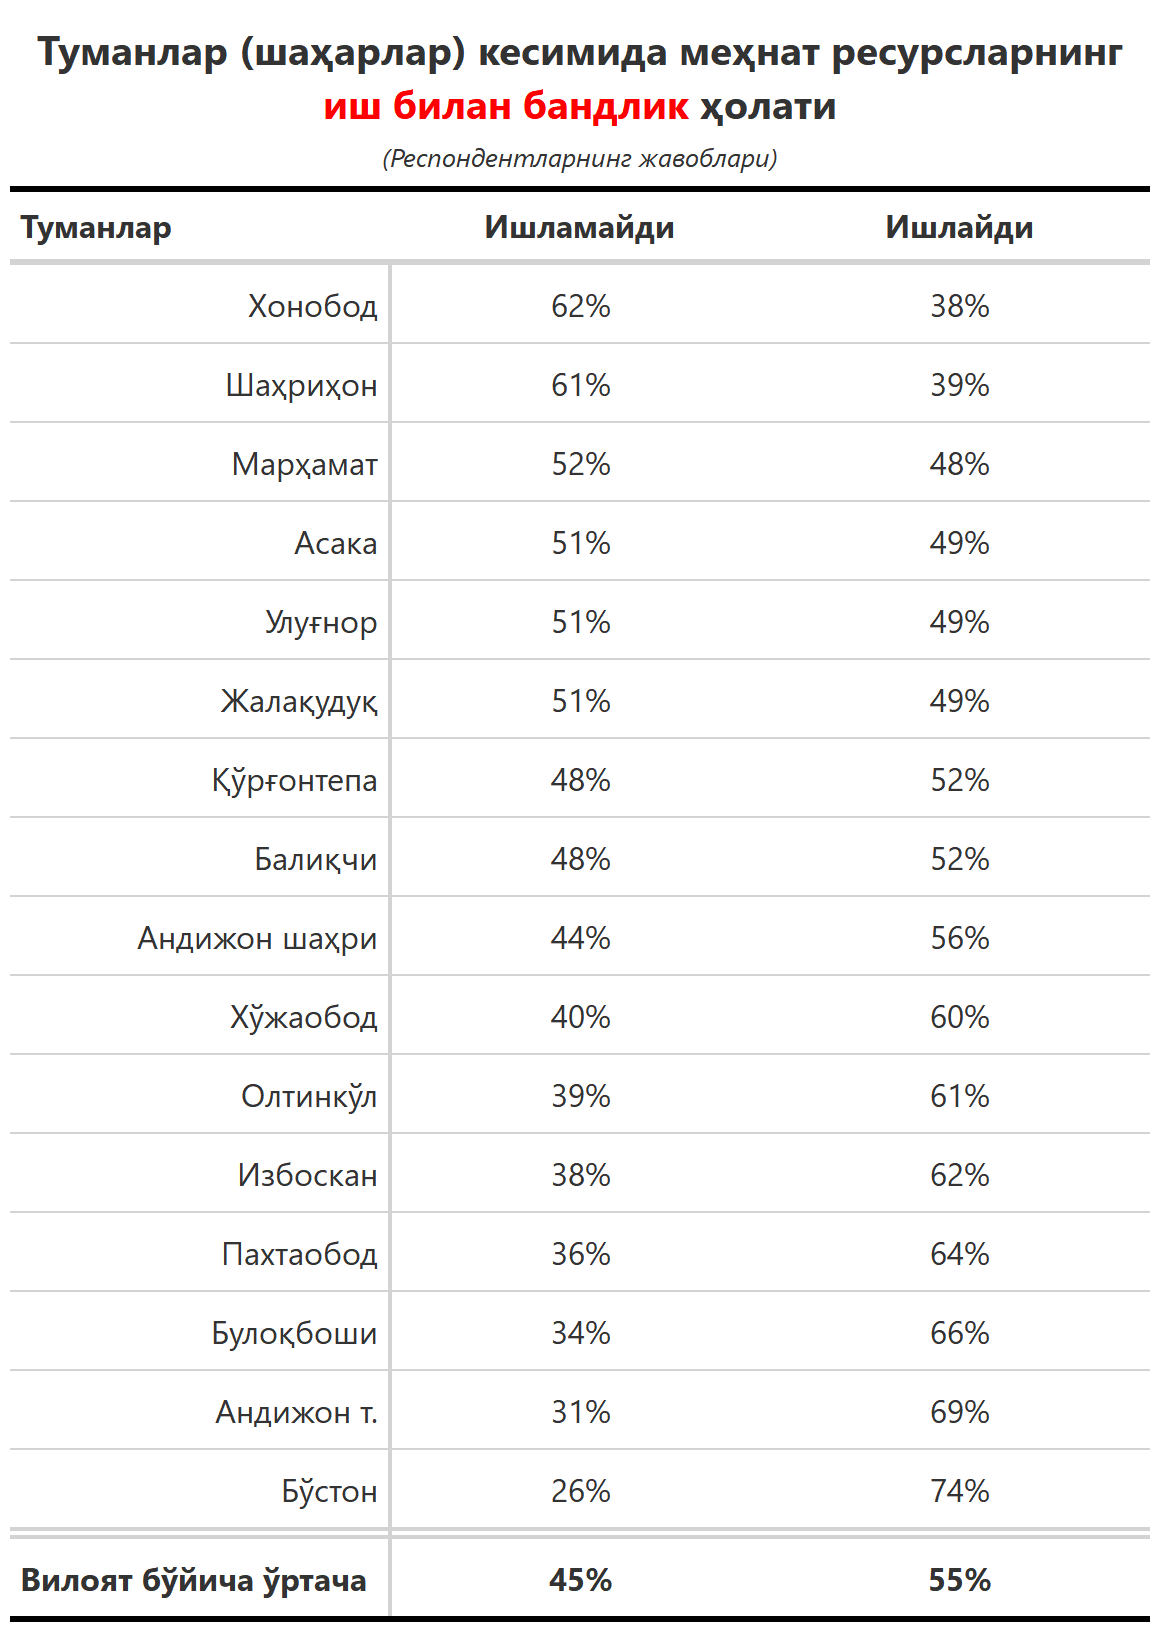 Туманлар (шаҳарлар) кесимида меҳнат ресурсларнинг
иш билан бандлик ҳолати
(Респондентларнинг жавоблари)
Туманлар Ишламайди Ишлайди
Хонобод 62% 38%
Шаҳриҳон 61% 39%
Марҳамат 52% 48%
Асака 51% 49%
Улуғнор 51% 49%
Жалақудуқ 51% 49%
Қўрғонтепа 48% 52%
Балиқчи 48% 52%
Андижон шаҳри 44% 56%
Хўжаобод 40% 60%
Олтинкўл 39% 61%
Избоскан 38% 62%
Пахтаобод 36% 64%
Булоқбоши 34% 66%
Андижон т. 31% 69%
Бўстон 26% 74%
Вилоят бўйича ўртача 45% 55%